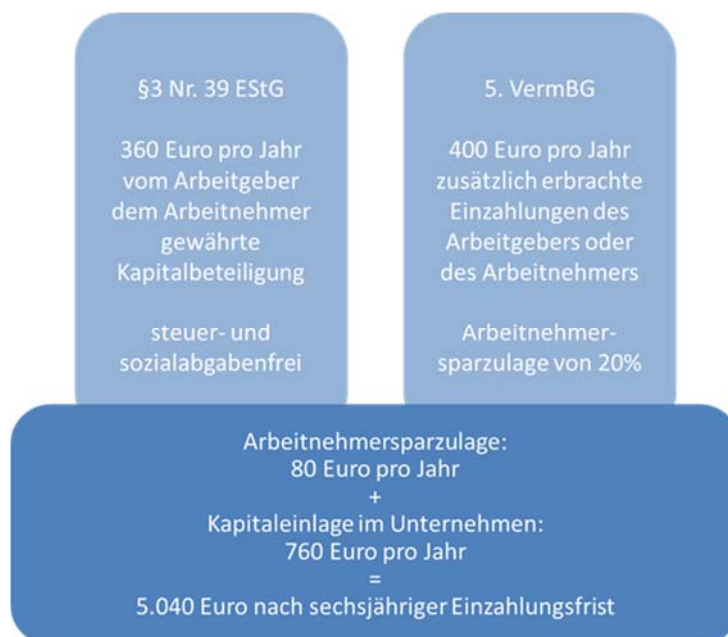 §3 Nr. 39 EStG
360 Euro pro Jahr
vom Arbeitgeber
dem Arbeitnehmer
gewährte
Kapitalbeteiligung
steuer- und
sozialabgabenfrei
5. VermBG
400 Euro pro Jahr
zusätzlich erbrachte
Einzahlungen des
Arbeitgebers oder
des Arbeitnehmers
Arbeitnehmer-
sparzulage von 20%
Arbeitnehmersparzulage:
80 Euro pro Jahr
+
Kapitaleinlage im Unternehmen:
760 Euro pro Jahr
=
5.040 Euro nach sechsjähriger Einzahlungsfrist